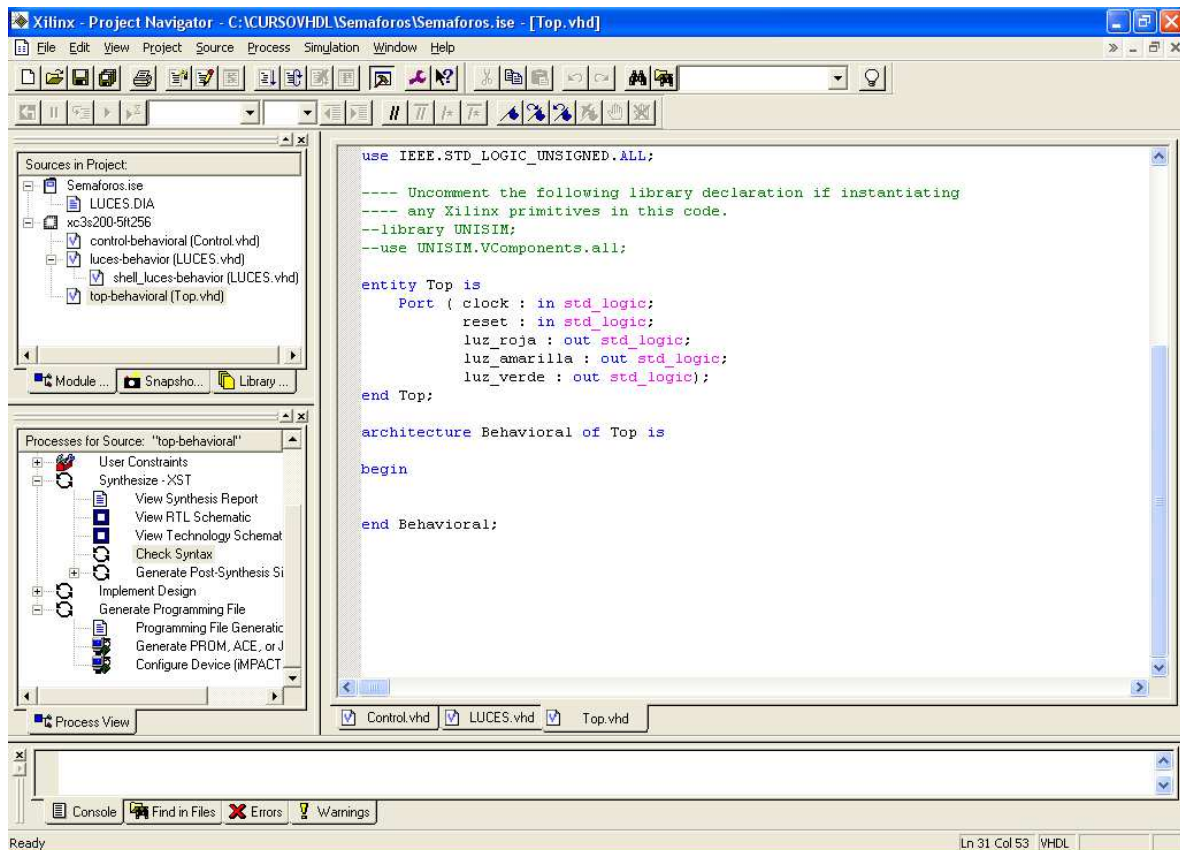 Xilinx - Project Navigator - C:\CURSOVHDL\Semaforos\Semaforos.ise - [Top.vhd]
File Edit View Project Source Process Simulation Window Help
Sources in Project:
Semaforos.ise
LUCES.DIA
xc3s200-5ft256
control-behavioral (Control.vhd)
luces-behavior (LUCES.vhd)
shell_luces-behavior (LUCES.vhd)
top-behavioral (Top.vhd)
Module ... Snapsho... Library ...
Processes for Source: "top-behavioral"
User Constraints
Synthesize - XST
View Synthesis Report
View RTL Schematic
View Technology Schemat
Check Syntax
Generate Post-Synthesis Si
Implement Design
Generate Programming File
Programming File Generatic
Generate PROM, ACE, or J
Configure Device (iMPACT
Process View
use IEEE.STD_LOGIC_UNSIGNED.ALL;
---- Uncomment the following library declaration if instantiating
---- any Xilinx primitives in this code.
--library UNISIM;
--use UNISIM.VComponents.all;
entity Top is
Port ( clock : in std_logic;
reset : in std_logic;
luz_roja : out std_logic;
luz_amarilla : out std_logic;
luz_verde : out std_logic);
end Top;
architecture Behavioral of Top is
begin
end Behavioral;
Control.vhd LUCES.vhd Top.vhd
Console Find in Files Errors Warnings
Ready Ln 31 Col 53 VHDL